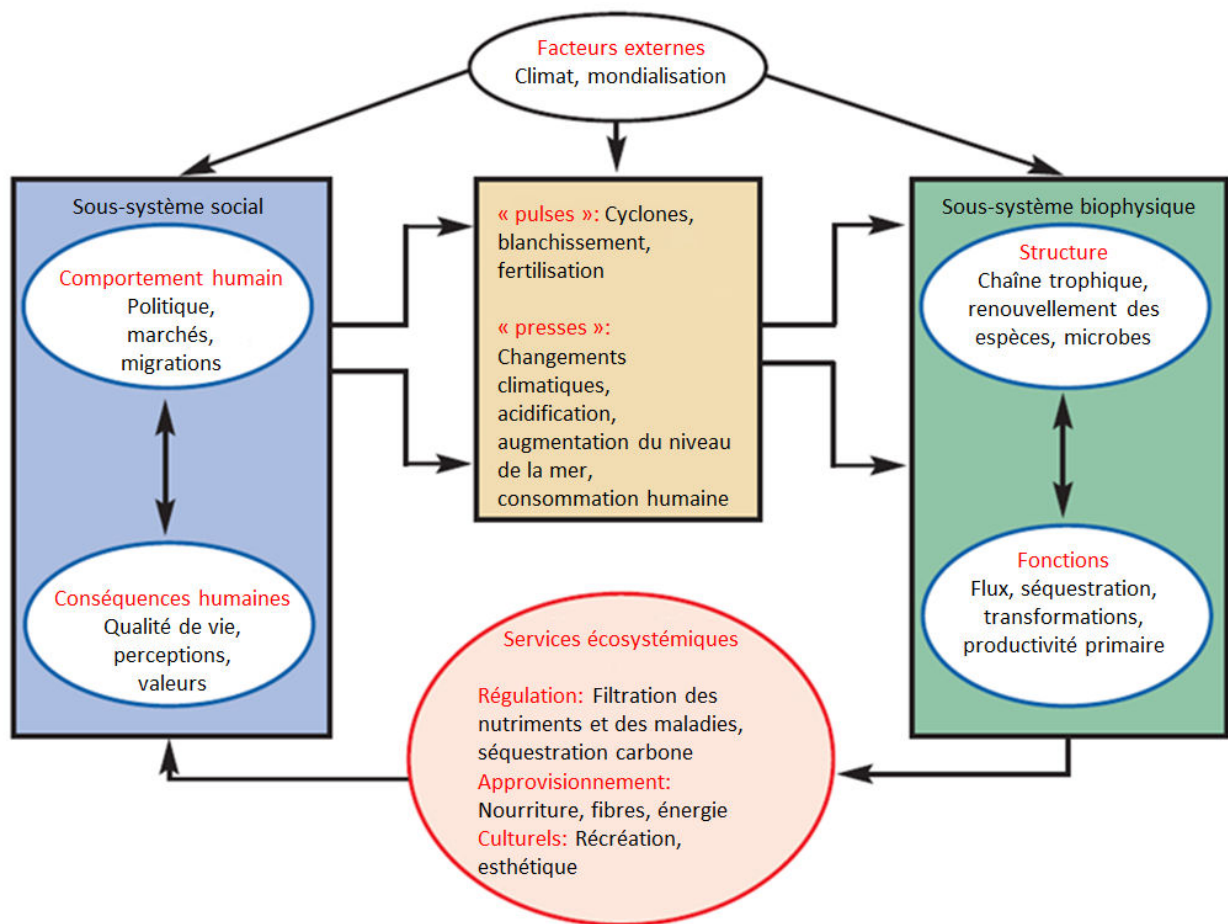 Facteurs externes
Climat, mondialisation
Sous-système social
Comportement humain
Politique,
marchés,
migrations
Conséquences humaines
Qualité de vie,
perceptions,
valeurs
« pulses »: Cyclones,
blanchissement,
fertilisation
« presses »:
Changements
climatiques,
acidification,
augmentation du niveau
de la mer,
consommation humaine
Sous-système biophysique
Structure
Chaîne trophique,
renouvellement des
espèces, microbes
Fonctions
Flux, séquestration,
transformations,
productivité primaire
Services écosystémiques
Régulation: Filtration des
nutriments et des maladies,
séquestration carbone
Approvisionnement:
Nourriture, fibres, énergie
Culturels: Récréation,
esthétique